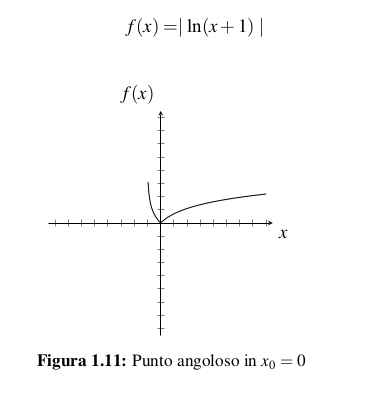 f(x) =| ln(x+1) |
f(x)
x
Figura 1.11: Punto angoloso in x₀ = 0